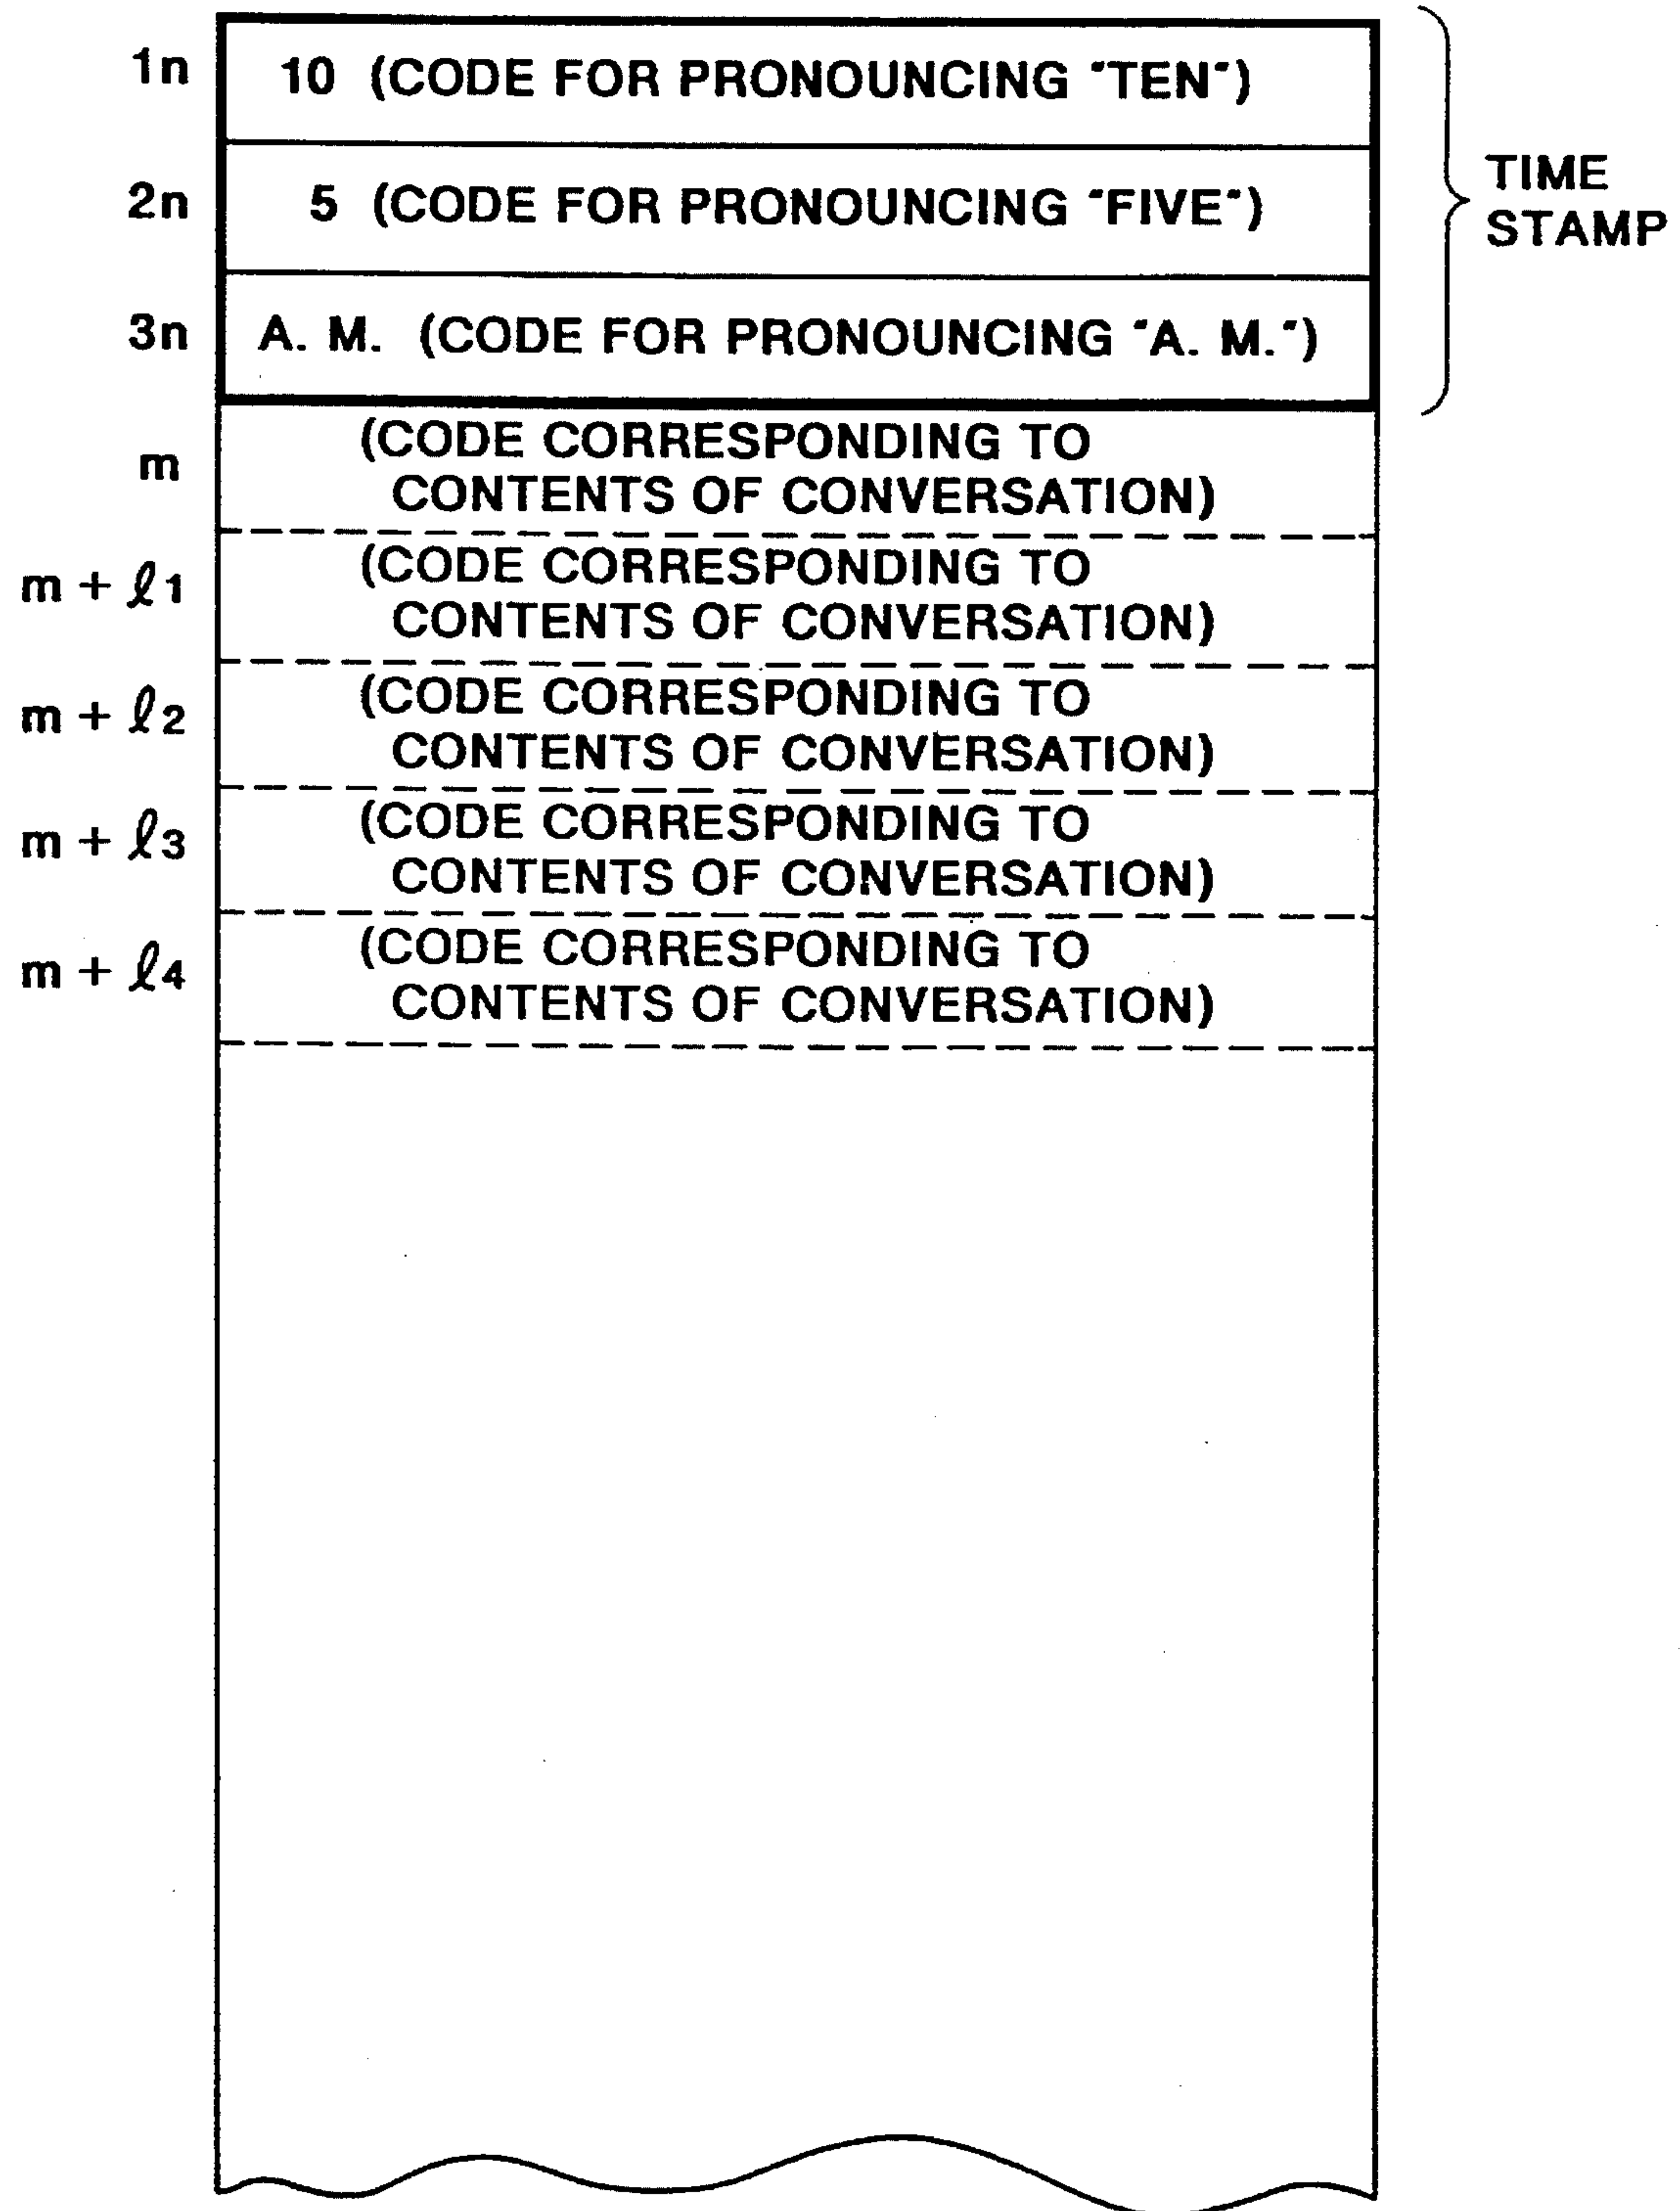 1n 10 (CODE FOR PRONOUNCING "TEN")
2n 5 (CODE FOR PRONOUNCING "FIVE")
3n A. M. (CODE FOR PRONOUNCING "A. M.")
TIME
STAMP
m (CODE CORRESPONDING TO
CONTENTS OF CONVERSATION)
m + ℓ1 (CODE CORRESPONDING TO
CONTENTS OF CONVERSATION)
m + ℓ2 (CODE CORRESPONDING TO
CONTENTS OF CONVERSATION)
m + ℓ3 (CODE CORRESPONDING TO
CONTENTS OF CONVERSATION)
m + ℓ4 (CODE CORRESPONDING TO
CONTENTS OF CONVERSATION)